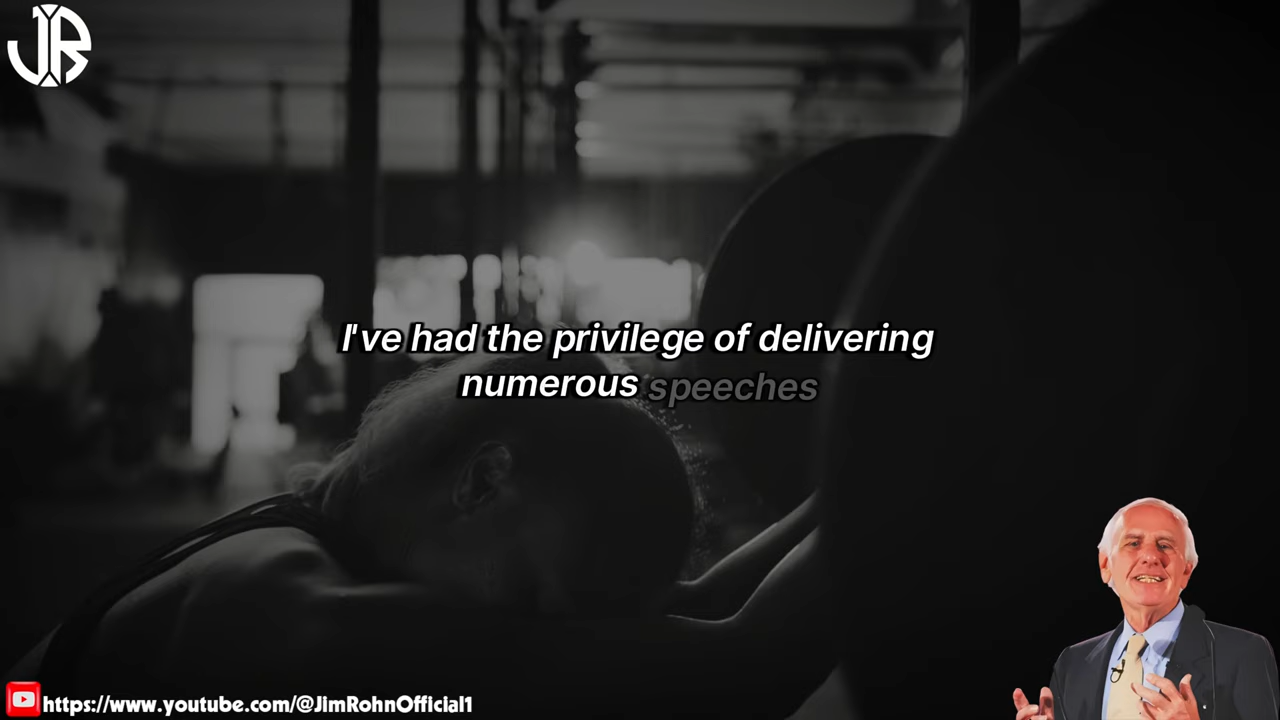 JR
I've had the privilege of delivering
numerous speeches
https://www.youtube.com/@JimRohnOfficial1